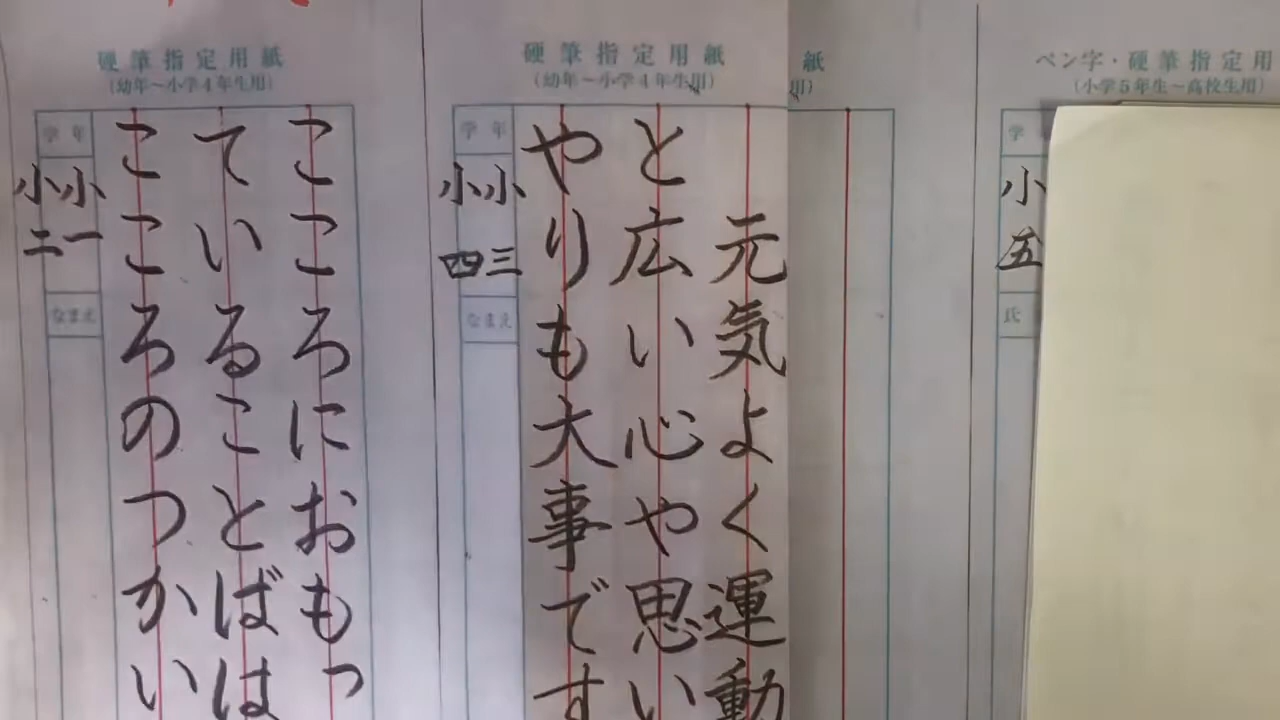 硬筆指定用紙
(幼年~小学4年生用)
こころにおもっ
ていることばは
こころのつかい
学年
小一
小二
なまえ
硬筆指定用紙
(幼年~小学4年生用)
元気よく運動
と広い心や思い
やりも大事です
学年
小三
小四
なまえ
紙
用)
ペン字・硬筆指定用
(小学5年生~高校生用)
学
小五
氏